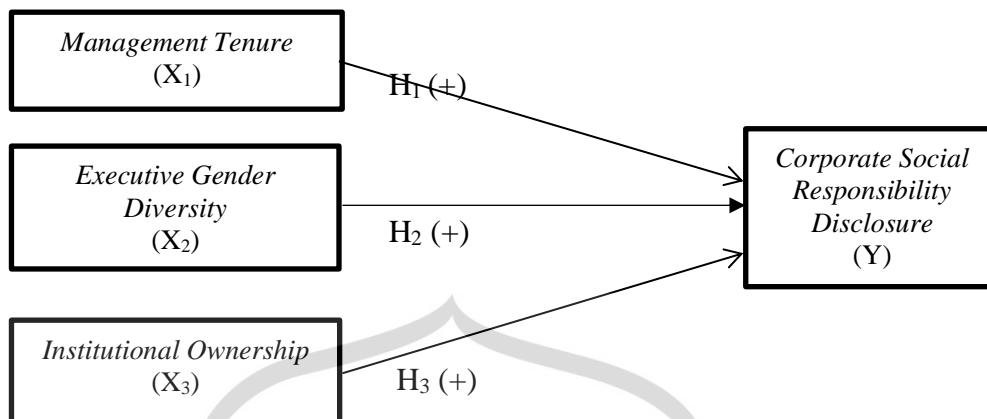 Management Tenure
(X₁)
H₁ (+)
Executive Gender
Diversity
(X₂)
H₂ (+)
Corporate Social
Responsibility
Disclosure
(Y)
Institutional Ownership
(X₃)
H₃ (+)